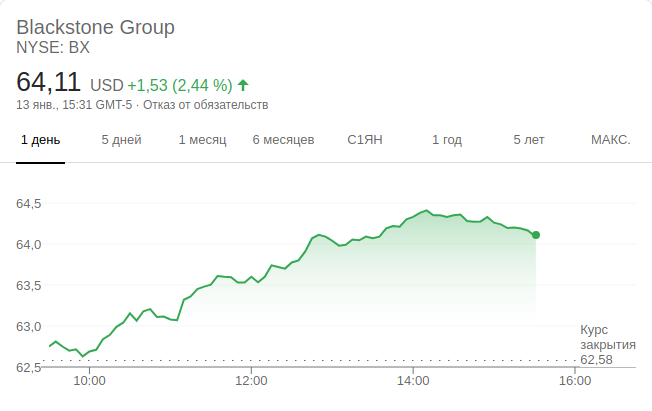 Blackstone Group
NYSE: BX
64,11 USD +1,53 (2,44 %)
13 янв., 15:31 GMT-5 · Отказ от обязательств
1 день 5 дней 1 месяц 6 месяцев С1ЯН 1 год 5 лет МАКС.
64,5
64,0
63,5
63,0
Курс
закрытия
62,58
62,5
10:00 12:00 14:00 16:00